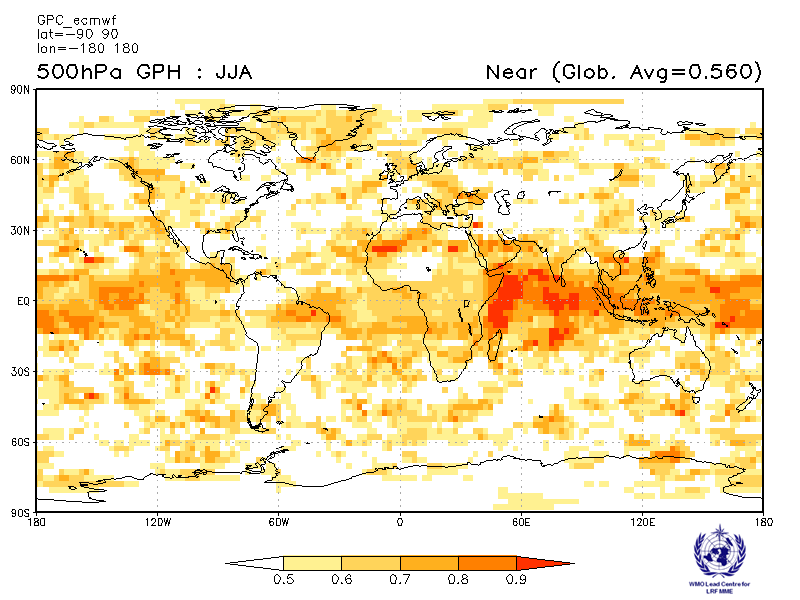 GPC_ecmwf
lat=−90 90
lon=−180 180
500hPa GPH : JJA
Near (Glob. Avg=0.560)
90N
60N
30N
EQ
30S
60S
90S
180 120W 60W 0 60E 120E 180
0.5 0.6 0.7 0.8 0.9
WMO Lead Centre for
LRF MME